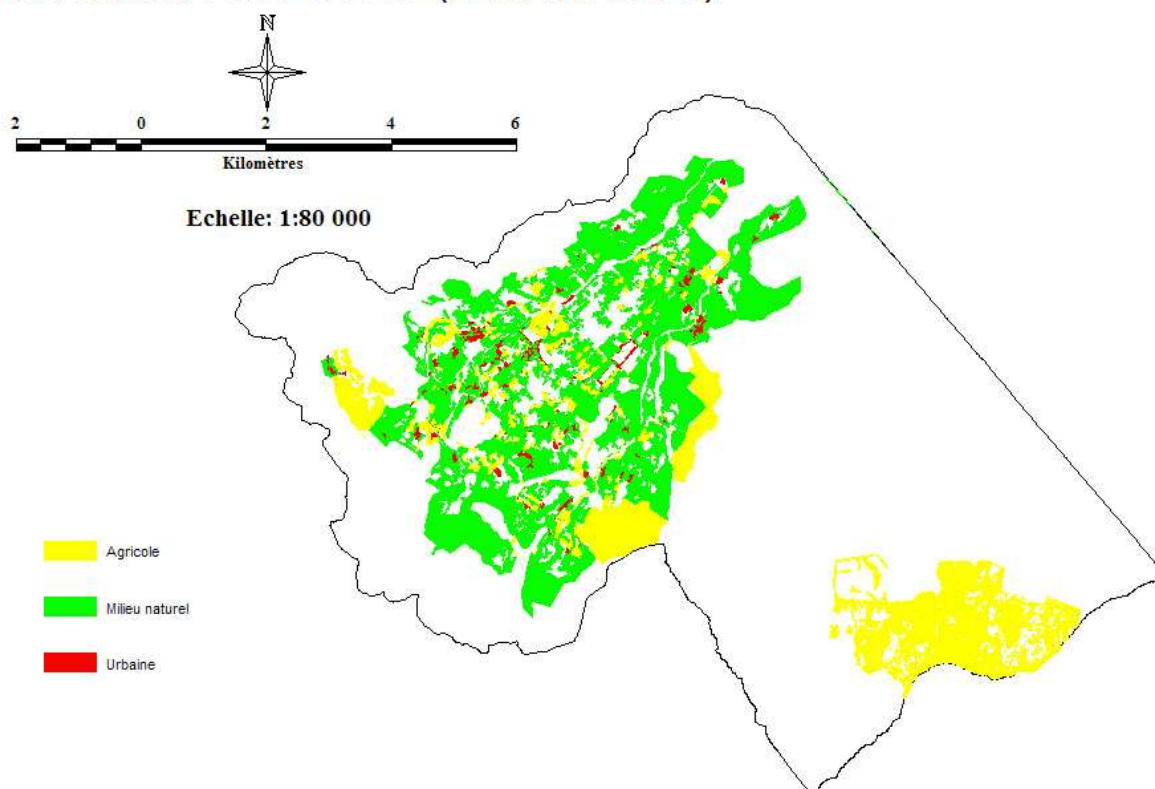 N
2 0 2 4 6
Kilomètres
Echelle: 1:80 000
Agricole
Milieu naturel
Urbaine